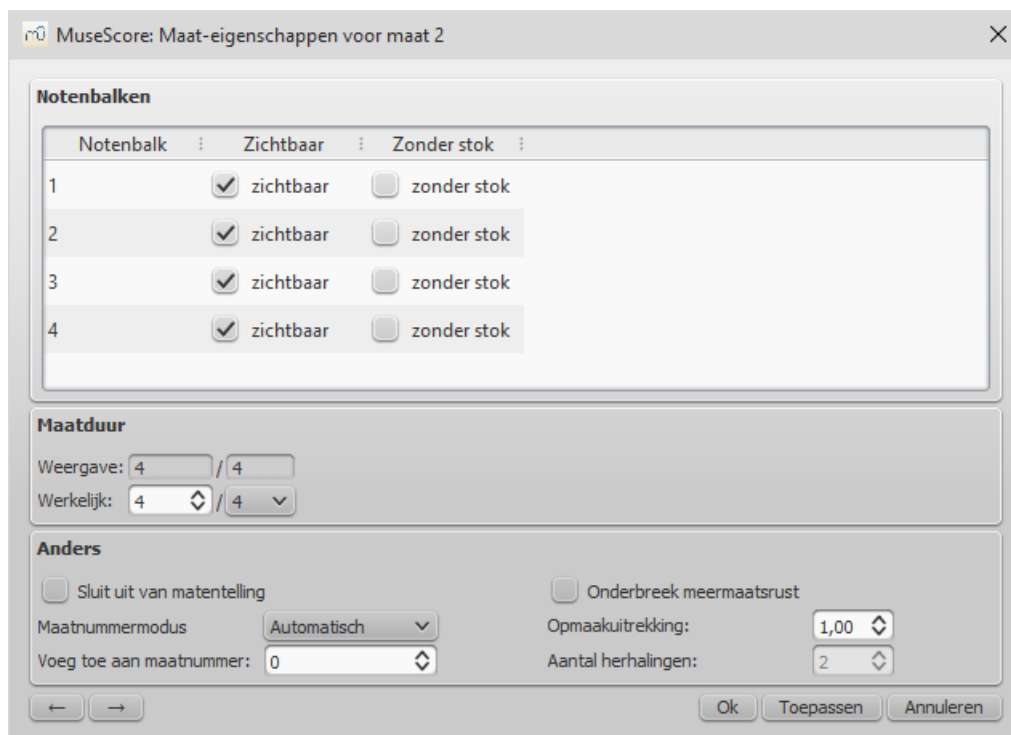 MuseScore: Maat-eigenschappen voor maat 2
Notenbalken
Notenbalk Zichtbaar Zonder stok
1 zichtbaar zonder stok
2 zichtbaar zonder stok
3 zichtbaar zonder stok
4 zichtbaar zonder stok
Maatduur
Weergave: 4 / 4
Werkelijk: 4 / 4
Anders
Sluit uit van matentelling Onderbreek meermaatsrust
Maatnummermodus Automatisch Opmaakuitrekking: 1,00
Voeg toe aan maatnummer: 0 Aantal herhalingen: 2
← → Ok Toepassen Annuleren